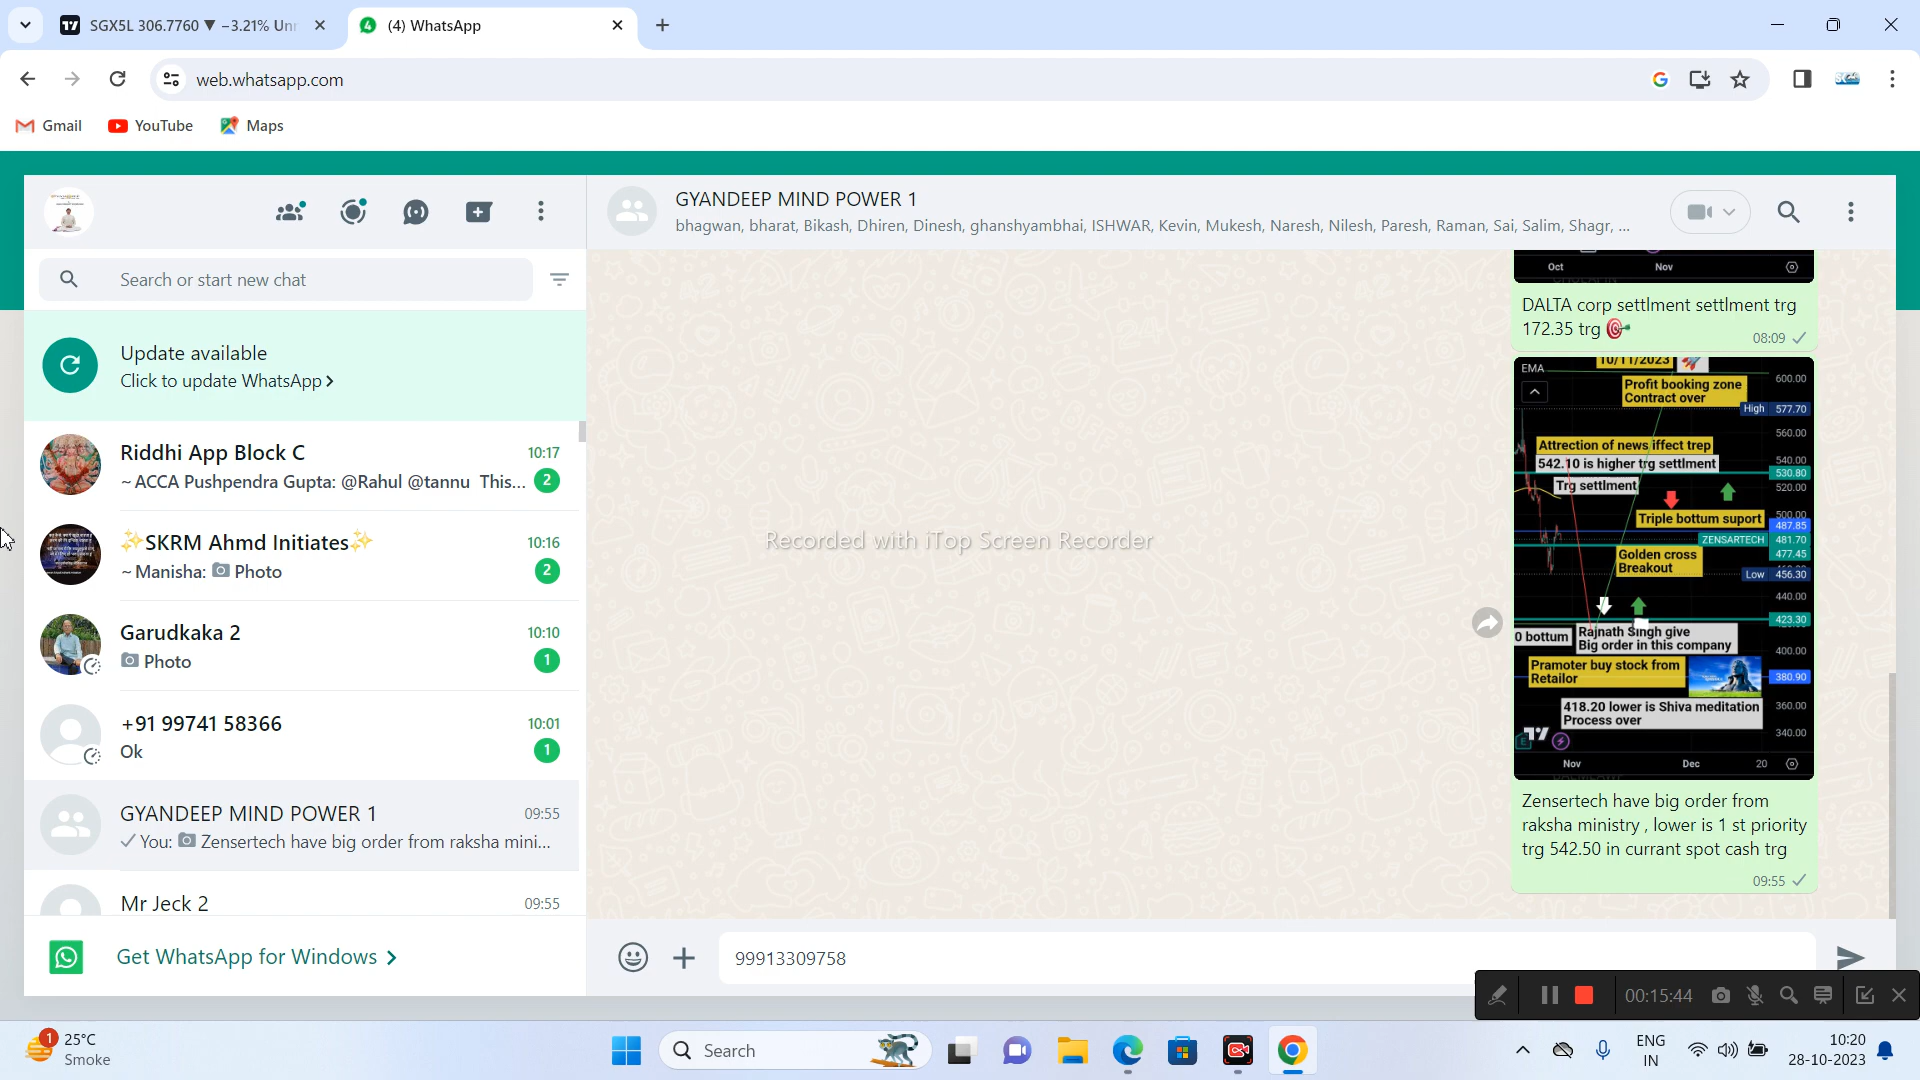 SGX5L 306.7760 ▼ −3.21% Unr
(4) WhatsApp
web.whatsapp.com
Gmail
YouTube
Maps
GYANDEEP MIND POWER 1
bhagwan, bharat, Bikash, Dhiren, Dinesh, ghanshyambhai, ISHWAR, Kevin, Mukesh, Naresh, Nilesh, Paresh, Raman, Sai, Salim, Shagr, ...
Search or start new chat
Update available
Click to update WhatsApp
Riddhi App Block C
10:17
~ ACCA Pushpendra Gupta: @Rahul @tannu This...
2
✨SKRM Ahmd Initiates✨
10:16
~ Manisha: Photo
2
Garudkaka 2
10:10
Photo
1
+91 99741 58366
10:01
Ok
1
GYANDEEP MIND POWER 1
09:55
You: Zensertech have big order from raksha mini...
Mr Jeck 2
09:55
Get WhatsApp for Windows
Oct Nov
DALTA corp settlment settlment trg
172.35 trg 🎯
08:09
EMA
10/11/2023
Profit booking zone
Contract over
600.00
High 577.70
560.00
Attrection of news iffect trep
542.10 is higher trg settlment
540.00
530.80
Trg settlment
520.00
500.00
Triple bottum suport
487.85
ZENSARTECH 481.70
477.45
Golden cross
Breakout
Low 456.30
440.00
423.30
0 bottum
Rajnath Singh give
Big order in this company
400.00
Pramoter buy stock from
Retailor
380.90
418.20 lower is Shiva meditation
Process over
360.00
340.00
Nov Dec 20
Zensertech have big order from
raksha ministry , lower is 1 st priority
trg 542.50 in currant spot cash trg
09:55
Recorded with iTop Screen Recorder
99913309758
00:15:44
1
25°C
Smoke
Search
ENG
IN
10:20
28-10-2023